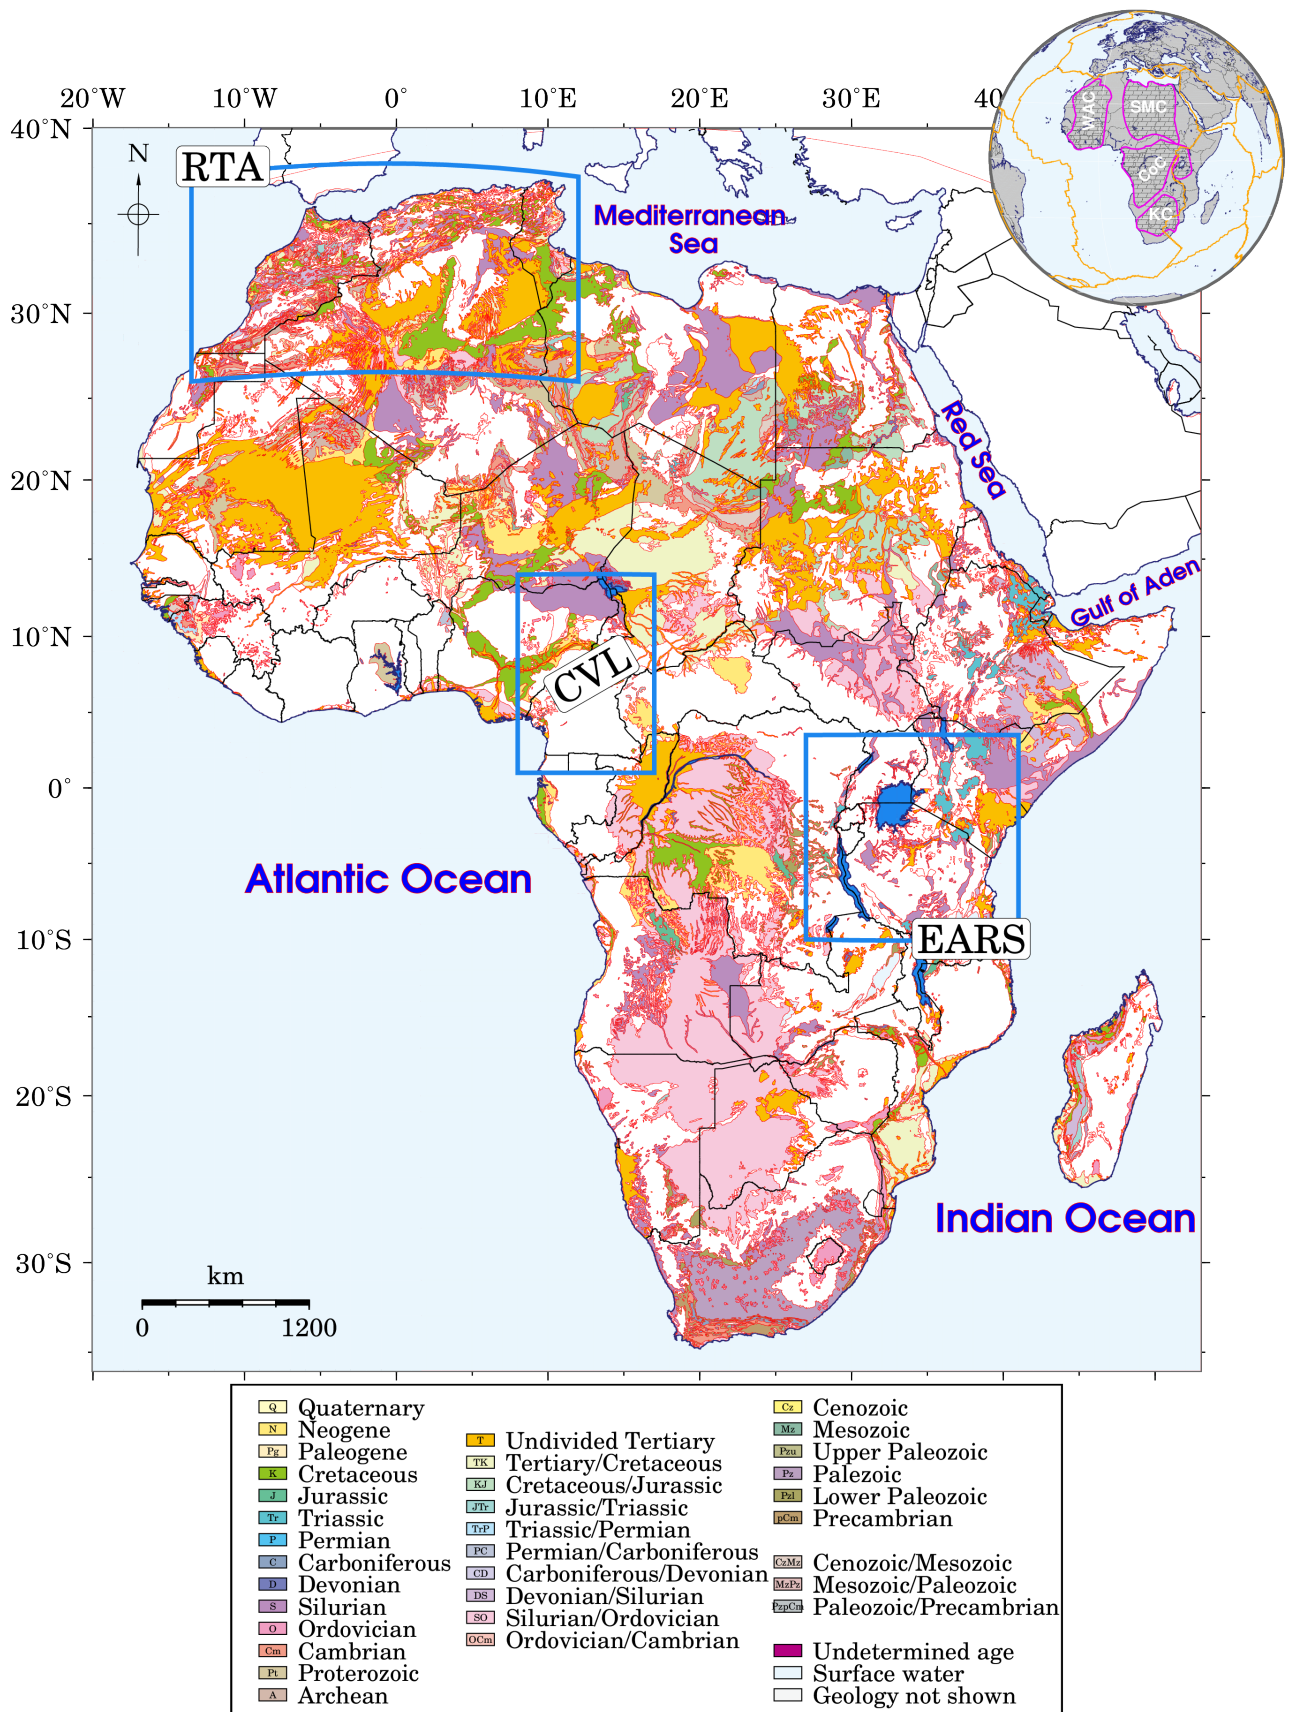 20°W 10°W 0° 10°E 20°E 30°E 40
40°N
30°N
20°N
10°N
0°
10°S
20°S
30°S
N
RTA
WAC
SMC
CoC
KC
Mediterranean
Sea
Red Sea
Gulf of Aden
CVL
Atlantic Ocean
EARS
Indian Ocean
km
0 1200
Q Quaternary
N Neogene
Pg Paleogene
K Cretaceous
J Jurassic
Tr Triassic
P Permian
C Carboniferous
D Devonian
S Silurian
O Ordovician
Cm Cambrian
Pt Proterozoic
A Archean
T Undivided Tertiary
TK Tertiary/Cretaceous
KJ Cretaceous/Jurassic
JTr Jurassic/Triassic
TrP Triassic/Permian
PC Permian/Carboniferous
CD Carboniferous/Devonian
DS Devonian/Silurian
SO Silurian/Ordovician
OCm Ordovician/Cambrian
Cz Cenozoic
Mz Mesozoic
Pzu Upper Paleozoic
Pz Palezoic
Pzl Lower Paleozoic
pCm Precambrian
CzMz Cenozoic/Mesozoic
MzPz Mesozoic/Paleozoic
PzpCm Paleozoic/Precambrian
Undetermined age
Surface water
Geology not shown